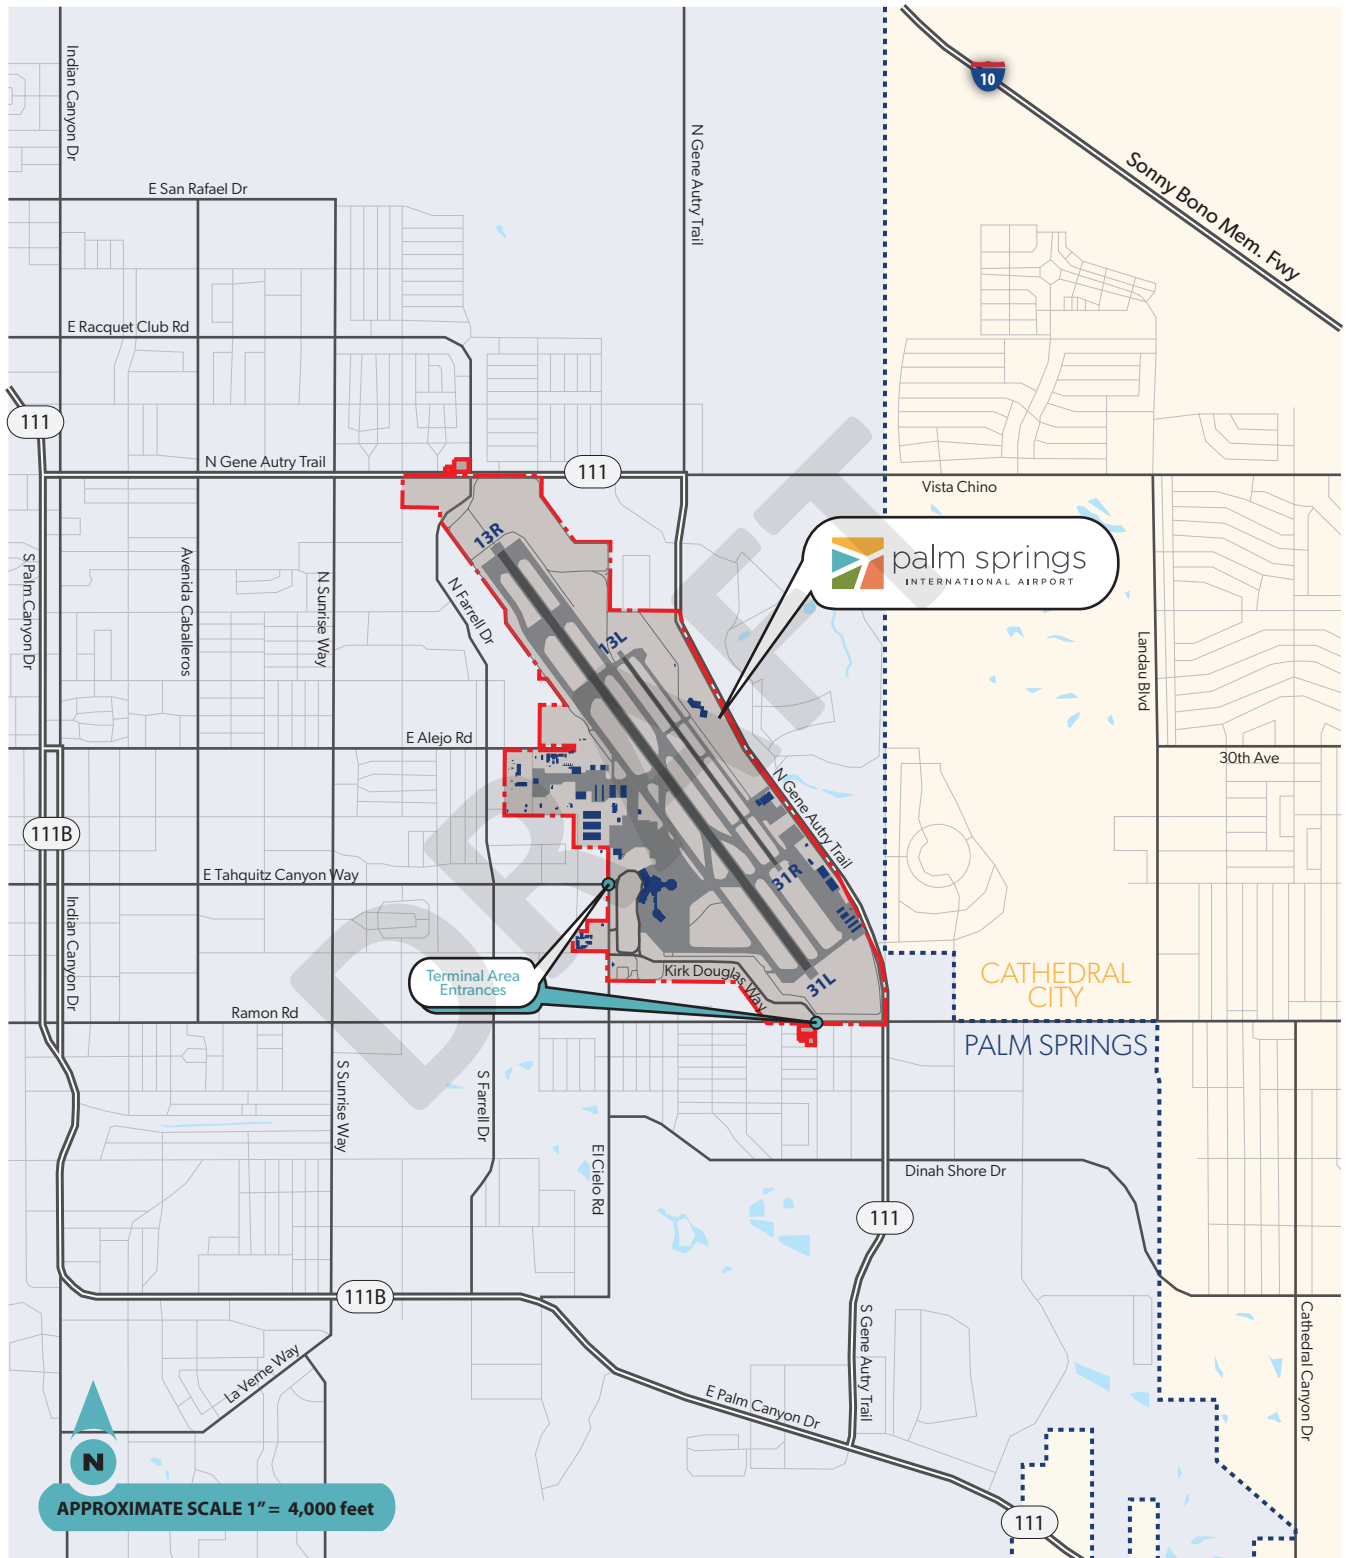 Indian Canyon Dr
N Gene Autry Trail
10
Sonny Bono Mem. Fwy
E San Rafael Dr
E Racquet Club Rd
111
N Gene Autry Trail
111
Vista Chino
palm springs
INTERNATIONAL AIRPORT
13R
13L
S Palm Canyon Dr
Avenida Caballeros
N Sunrise Way
N Farrell Dr
Landau Blvd
E Alejo Rd
30th Ave
N Gene Autry Trail
111B
E Tahquitz Canyon Way
31R
31L
Indian Canyon Dr
Terminal Area
Entrances
Kirk Douglas Way
CATHEDRAL
CITY
Ramon Rd
PALM SPRINGS
S Sunrise Way
S Farrell Dr
El Cielo Rd
Dinah Shore Dr
111
111B
S Gene Autry Trail
Cathedral Canyon Dr
La Verne Way
E Palm Canyon Dr
111
N
APPROXIMATE SCALE 1" = 4,000 feet
DRAFT